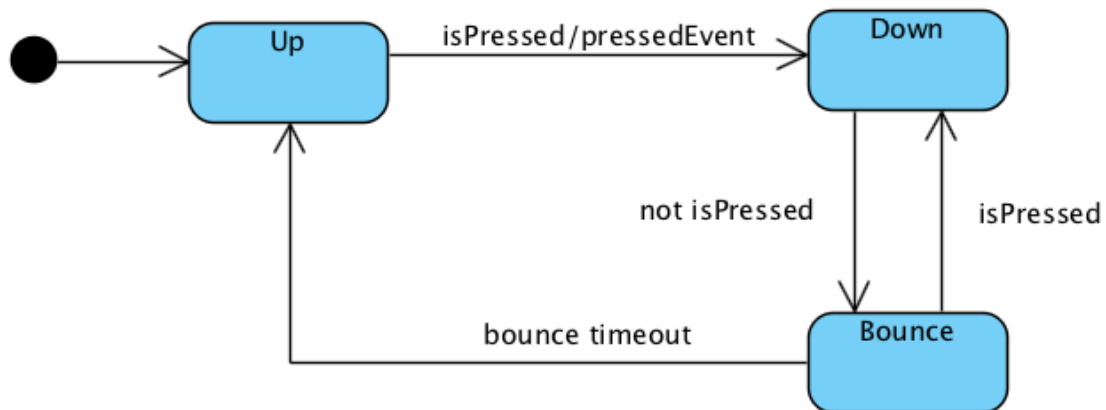 Up
isPressed/pressedEvent
Down
not isPressed
isPressed
bounce timeout
Bounce